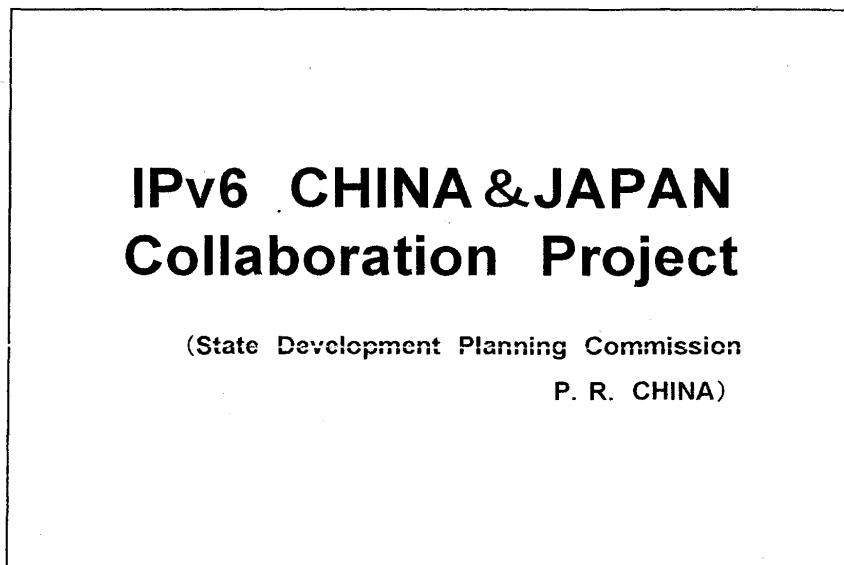 IPv6 CHINA＆JAPAN
Collaboration Project
(State Development Planning Commission
P. R. CHINA)